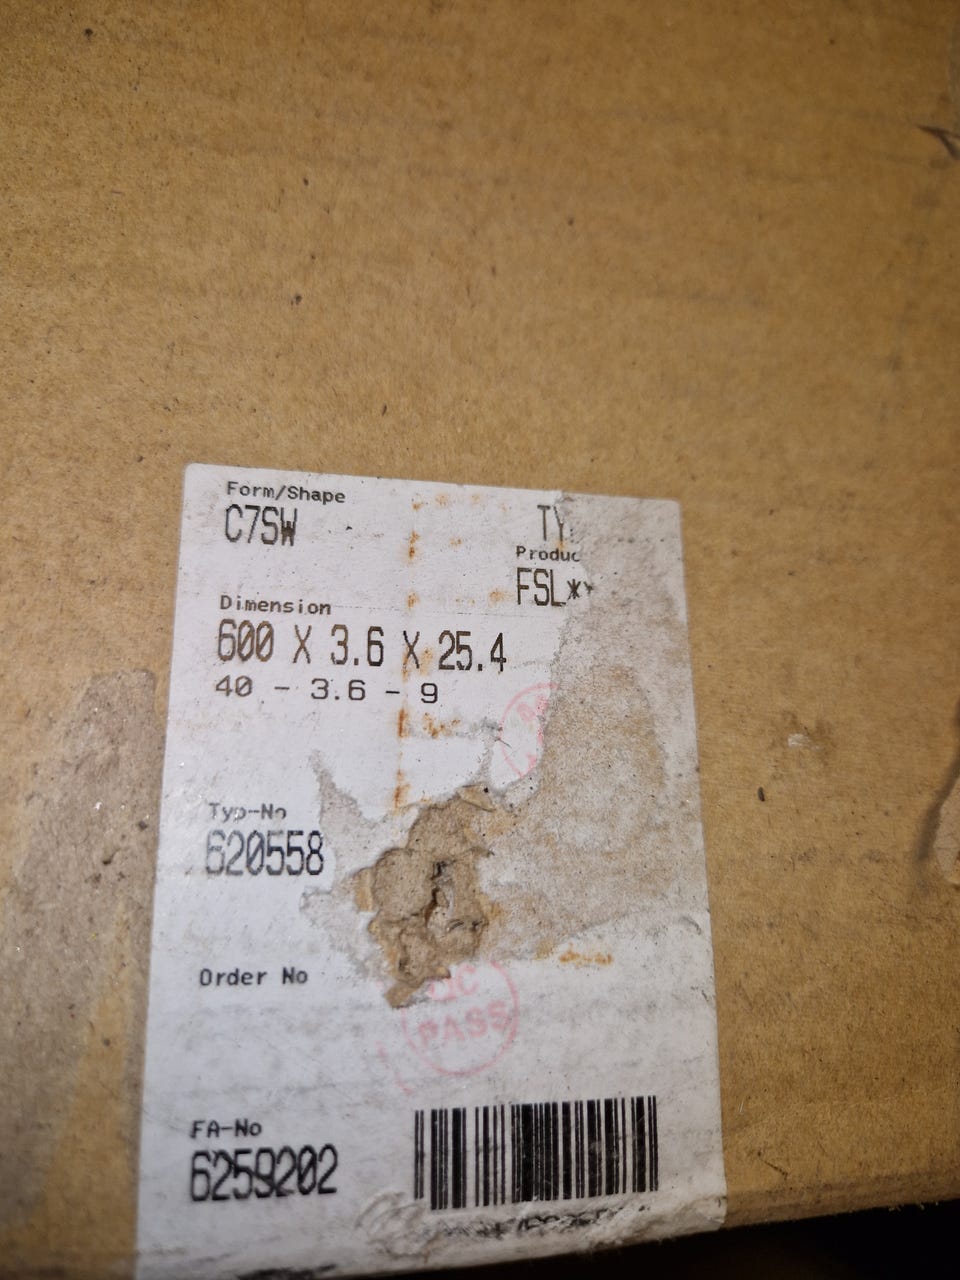 Form/Shape
C7SW
TY
Produc
FSL*
Dimension
600 X 3.6 X 25.4
40 - 3.6 - 9
Typ-No
620558
Order No
QC
PASS
FA-No
6259202